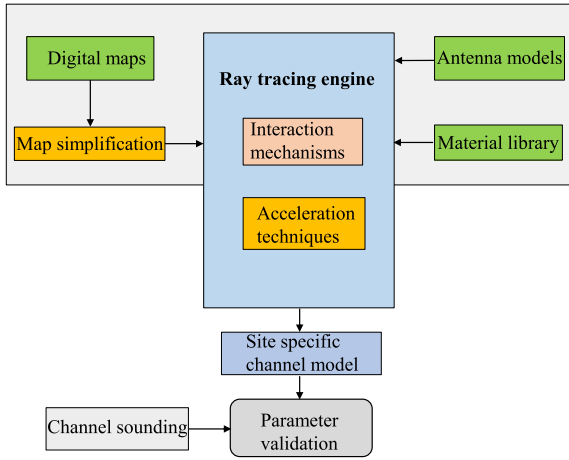 Digital maps
Map simplification
Ray tracing engine
Interaction
mechanisms
Acceleration
techniques
Antenna models
Material library
Site specific
channel model
Channel sounding
Parameter
validation